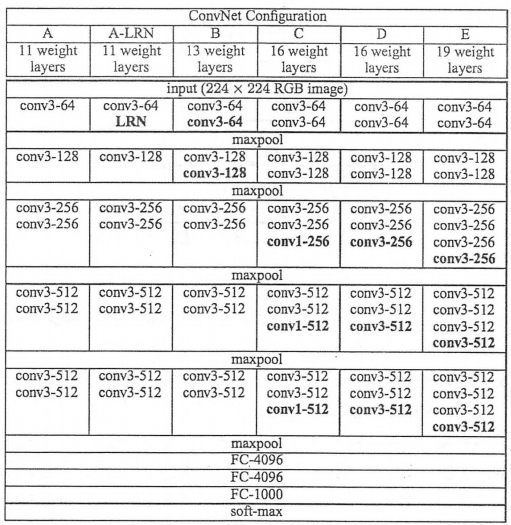 ConvNet Configuration
A A-LRN B C D E
11 weight 11 weight 13 weight 16 weight 16 weight 19 weight
layers layers layers layers layers layers
input (224 × 224 RGB image)
conv3-64 conv3-64 conv3-64 conv3-64 conv3-64 conv3-64
LRN conv3-64 conv3-64 conv3-64 conv3-64
maxpool
conv3-128 conv3-128 conv3-128 conv3-128 conv3-128 conv3-128
conv3-128 conv3-128 conv3-128 conv3-128
maxpool
conv3-256 conv3-256 conv3-256 conv3-256 conv3-256 conv3-256
conv3-256 conv3-256 conv3-256 conv3-256 conv3-256 conv3-256
conv1-256 conv3-256 conv3-256
conv3-256
maxpool
conv3-512 conv3-512 conv3-512 conv3-512 conv3-512 conv3-512
conv3-512 conv3-512 conv3-512 conv3-512 conv3-512 conv3-512
conv1-512 conv3-512 conv3-512
conv3-512
maxpool
conv3-512 conv3-512 conv3-512 conv3-512 conv3-512 conv3-512
conv3-512 conv3-512 conv3-512 conv3-512 conv3-512 conv3-512
conv1-512 conv3-512 conv3-512
conv3-512
maxpool
FC-4096
FC-4096
FC-1000
soft-max